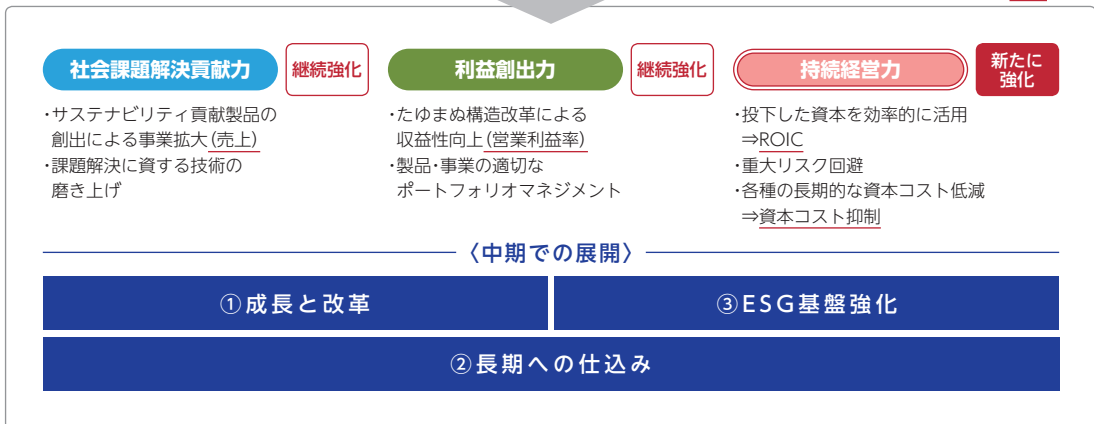 社会課題解決貢献力
継続強化
・サステナビリティ貢献製品の
創出による事業拡大(売上)
・課題解決に資する技術の
磨き上げ
利益創出力
継続強化
・たゆまぬ構造改革による
収益性向上(営業利益率)
・製品・事業の適切な
ポートフォリオマネジメント
持続経営力
新たに
強化
・投下した資本を効率的に活用
⇒ROIC
・重大リスク回避
・各種の長期的な資本コスト低減
⇒資本コスト抑制
〈中期での展開〉
①成長と改革
③ESG基盤強化
②長期への仕込み